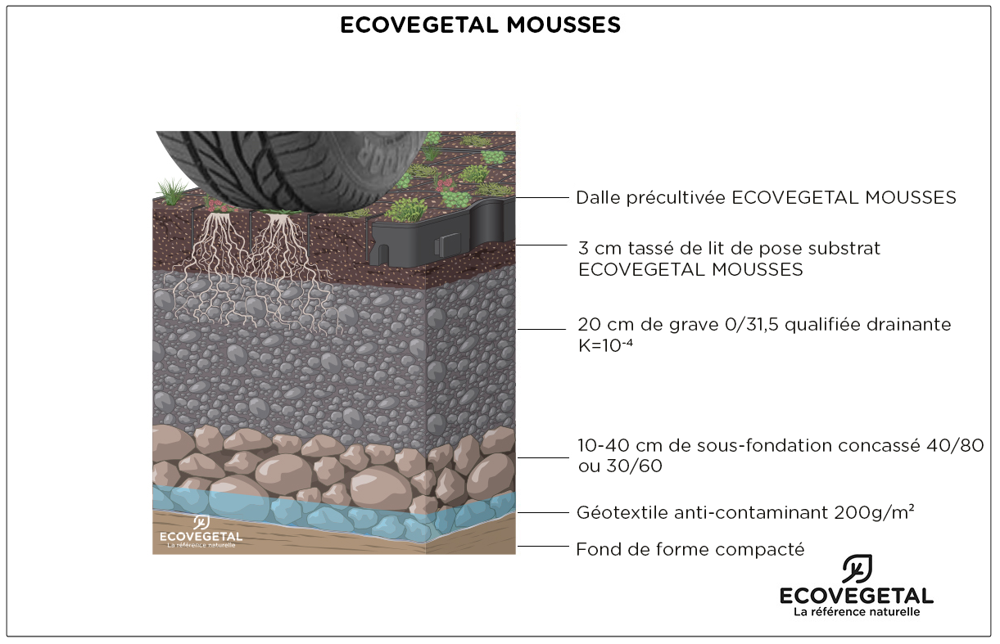 ECOVEGETAL MOUSSES
Dalle précultivée ECOVEGETAL MOUSSES
3 cm tassé de lit de pose substrat
ECOVEGETAL MOUSSES
20 cm de grave 0/31,5 qualifiée drainante
K=10⁻⁴
10-40 cm de sous-fondation concassé 40/80
ou 30/60
Géotextile anti-contaminant 200g/m²
Fond de forme compacté
ECOVEGETAL
La référence naturelle
ECOVEGETAL
La référence naturelle